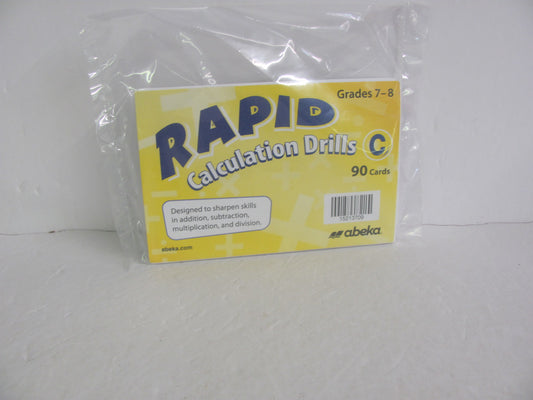 Grades 7–8
RAPID
Calculation Drills C
90 Cards
Designed to sharpen skills
in addition, subtraction,
multiplication, and division.
15213709
abeka.com
abeka